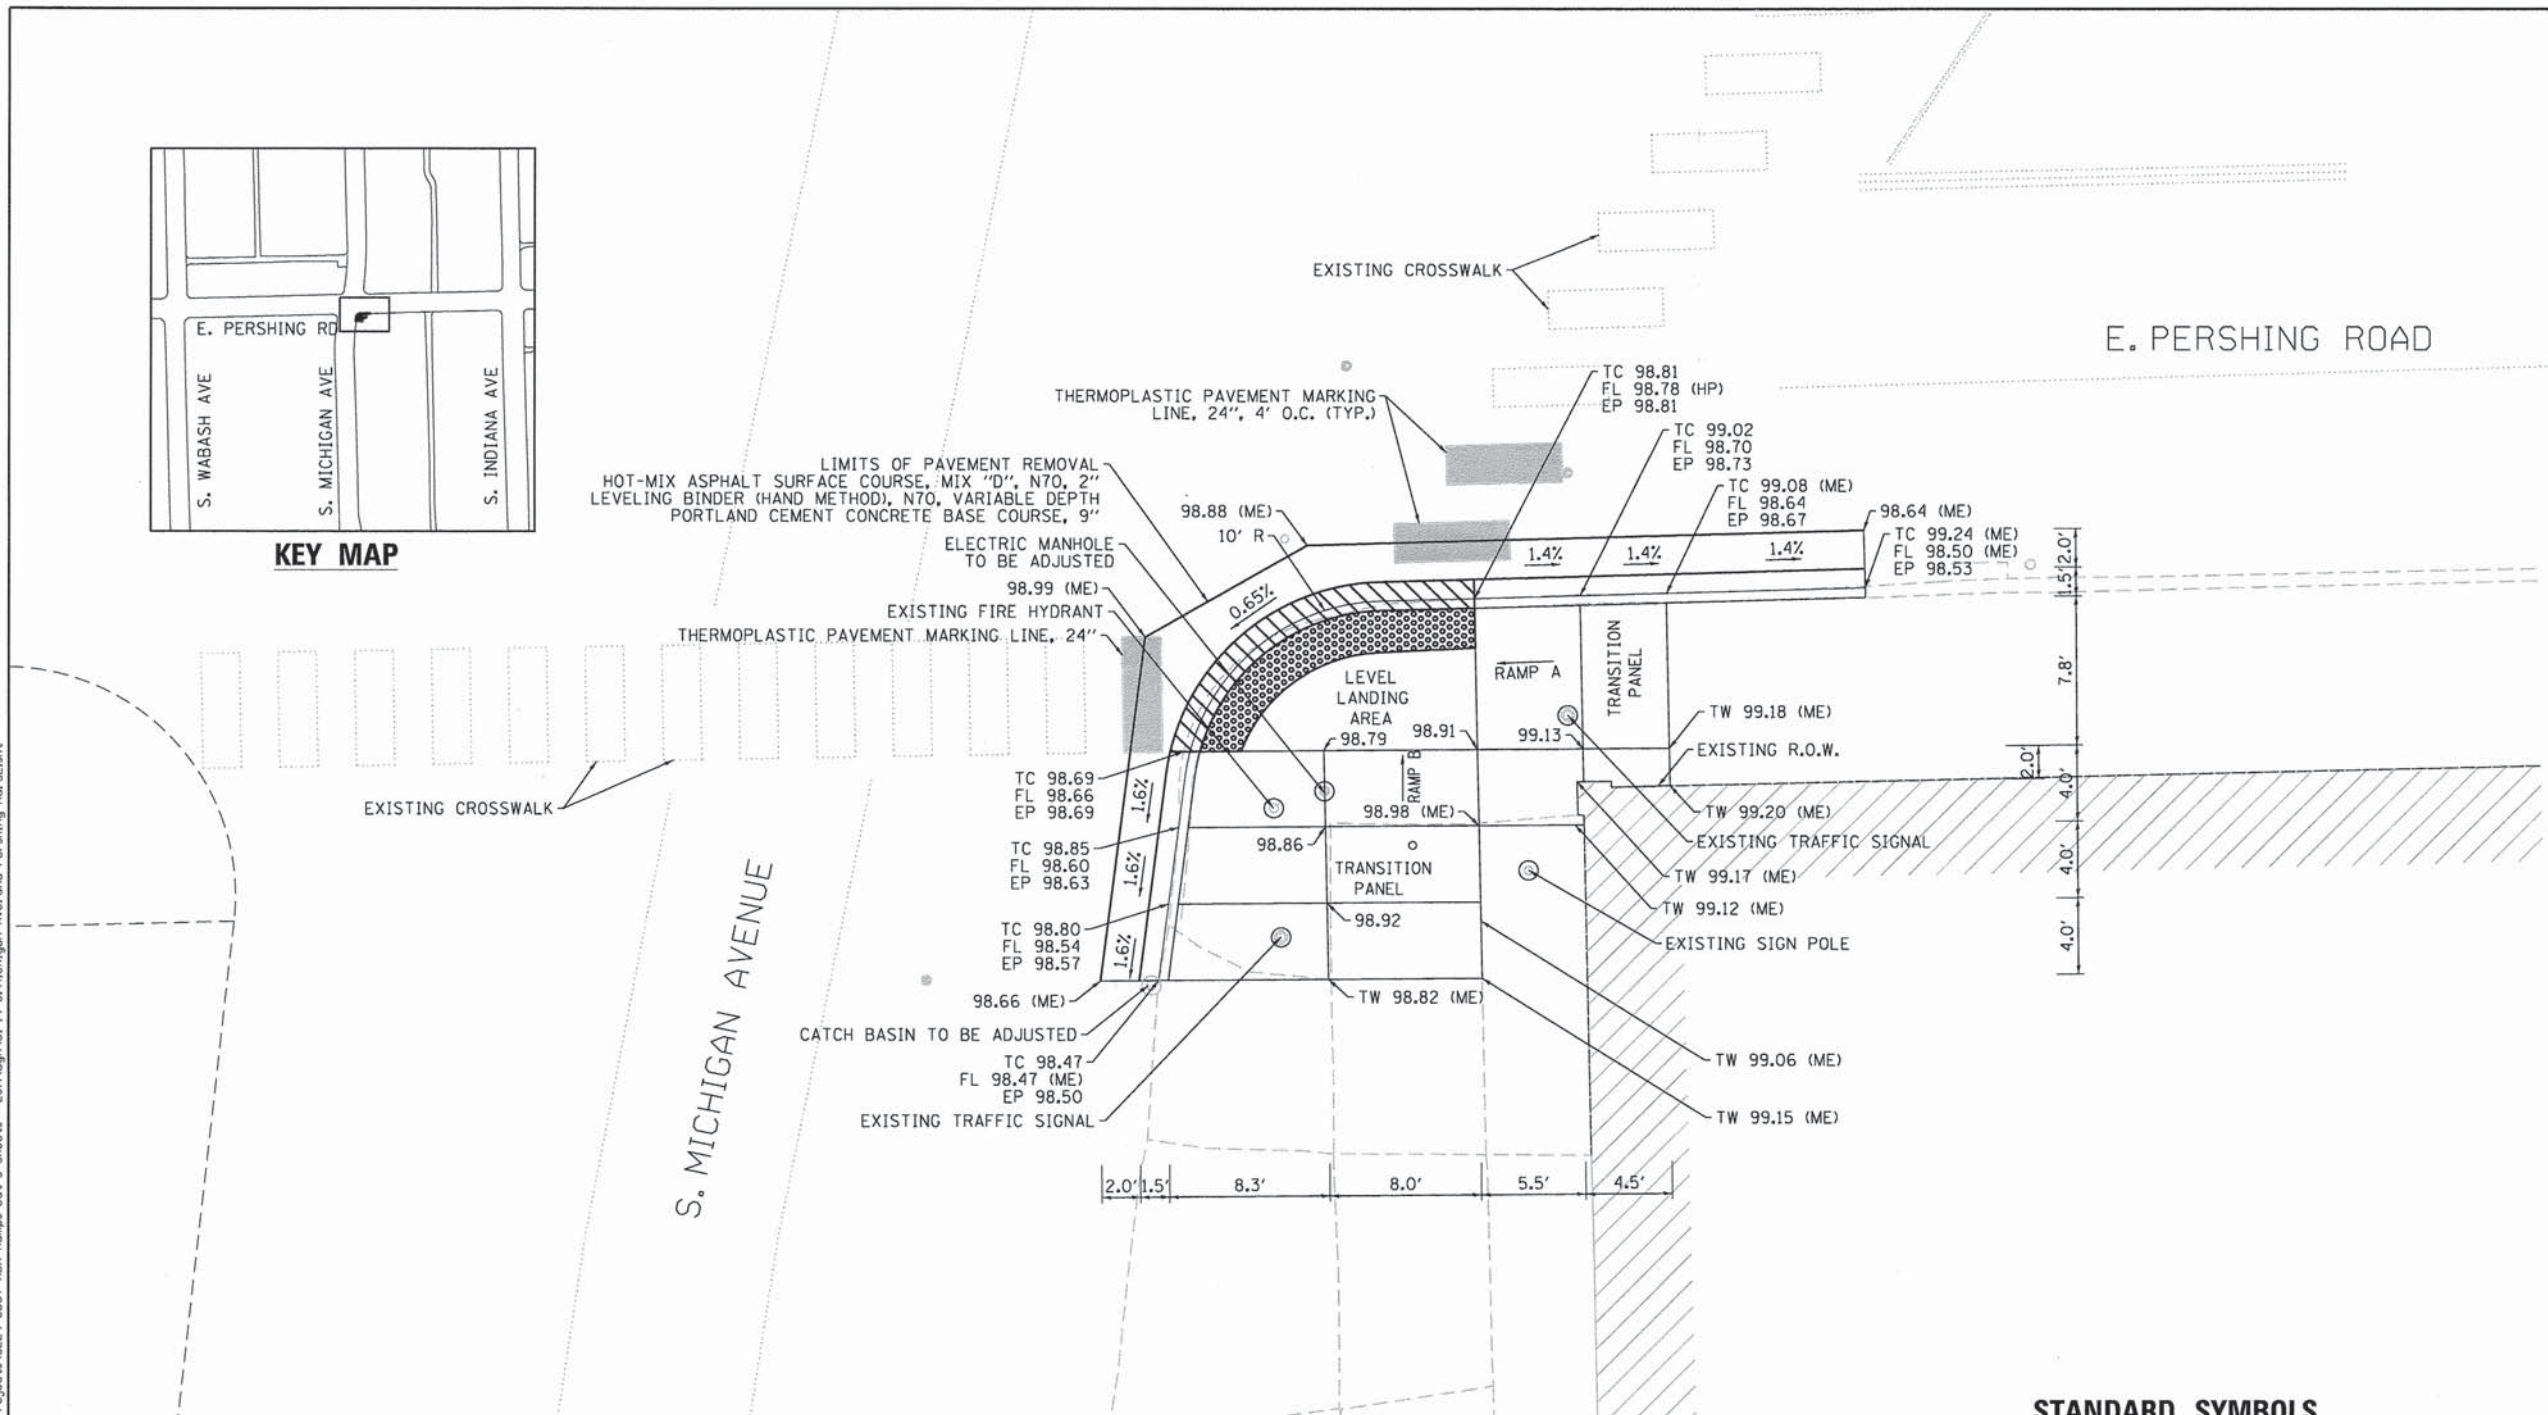 E. PERSHING RD
S. WABASH AVE
S. MICHIGAN AVE
S. INDIANA AVE
KEY MAP
EXISTING CROSSWALK
E. PERSHING ROAD
THERMOPLASTIC PAVEMENT MARKING
LINE, 24", 4' O.C. (TYP.)
TC 98.81
FL 98.78 (HP)
EP 98.81
TC 99.02
FL 98.70
EP 98.73
TC 99.08 (ME)
FL 98.64
EP 98.67
98.64 (ME)
TC 99.24 (ME)
FL 98.50 (ME)
EP 98.53
LIMITS OF PAVEMENT REMOVAL
HOT-MIX ASPHALT SURFACE COURSE, MIX "D", N70, 2"
LEVELING BINDER (HAND METHOD), N70, VARIABLE DEPTH
PORTLAND CEMENT CONCRETE BASE COURSE, 9"
98.88 (ME)
10' R
ELECTRIC MANHOLE
TO BE ADJUSTED
98.99 (ME)
EXISTING FIRE HYDRANT
THERMOPLASTIC PAVEMENT MARKING LINE, 24"
0.65%
1.4%
1.4%
1.4%
2.0'
1.5'
7.8'
2.0'
4.0'
4.0'
4.0'
LEVEL
LANDING
AREA
RAMP A
TRANSITION
PANEL
98.79
98.91
99.13
RAMP B
TW 99.18 (ME)
EXISTING R.O.W.
TW 99.20 (ME)
EXISTING TRAFFIC SIGNAL
TW 99.17 (ME)
TW 99.12 (ME)
EXISTING SIGN POLE
EXISTING CROSSWALK
TC 98.69
FL 98.66
EP 98.69
1.6%
98.98 (ME)
98.86
TC 98.85
FL 98.60
EP 98.63
1.6%
TRANSITION
PANEL
98.92
TC 98.80
FL 98.54
EP 98.57
1.6%
98.66 (ME)
TW 98.82 (ME)
CATCH BASIN TO BE ADJUSTED
TC 98.47
FL 98.47 (ME)
EP 98.50
EXISTING TRAFFIC SIGNAL
TW 99.06 (ME)
TW 99.15 (ME)
S. MICHIGAN AVENUE
2.0'
1.5'
8.3'
8.0'
5.5'
4.5'
STANDARD SYMBOLS